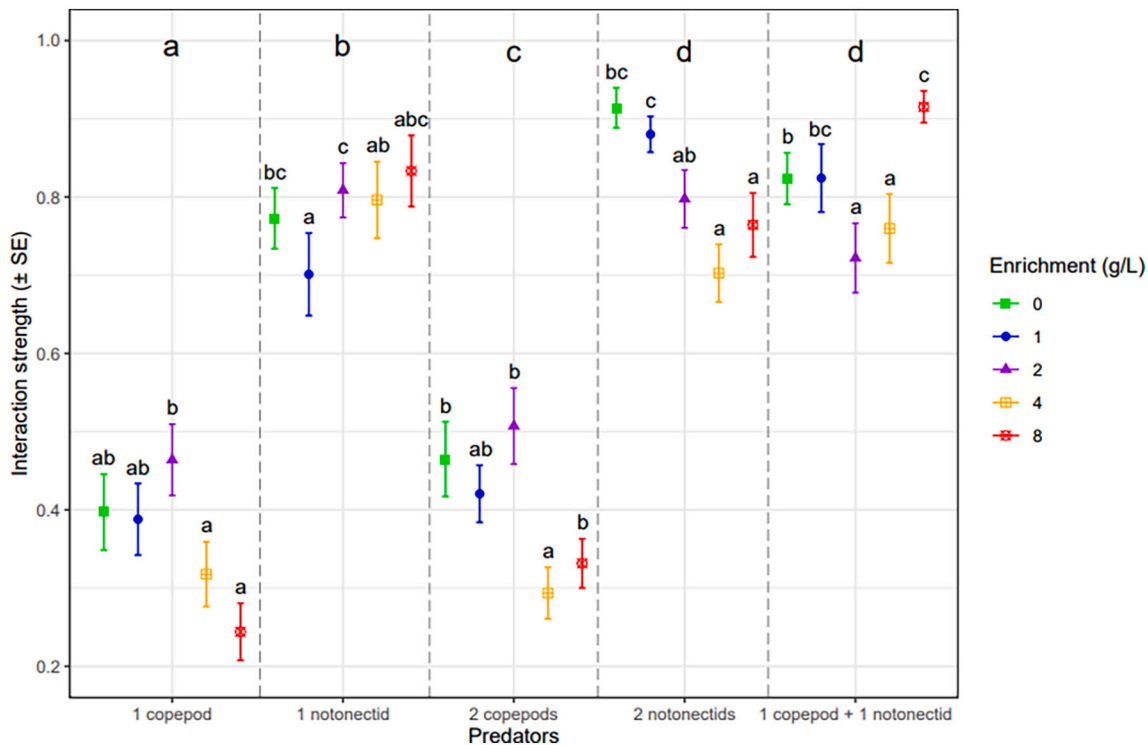 1.0
0.8
0.6
0.4
0.2
Interaction strength (± SE)
a b c d d
ab ab b a a
bc a c ab abc
b ab b a b
bc c ab a a
b bc a a c
1 copepod 1 notonectid 2 copepods 2 notonectids 1 copepod + 1 notonectid
Predators
Enrichment (g/L)
0
1
2
4
8